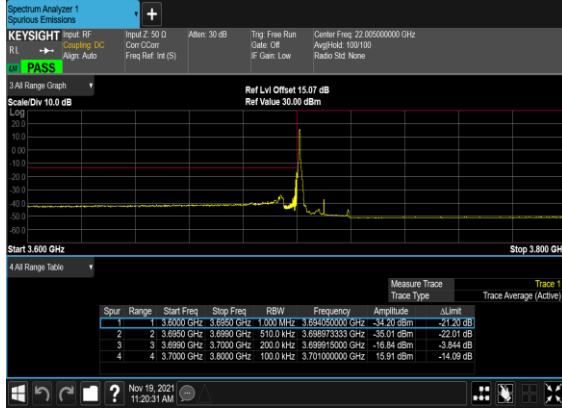 Spectrum Analyzer 1
Spurious Emissions
KEYSIGHT
RL
Input: RF
Coupling: DC
Align: Auto
Input Z: 50 Ω
Corr CCorr
Freq Ref: Int (S)
Atten: 30 dB
Trig: Free Run
Gate: Off
IF Gain: Low
Center Freq: 22.005000000 GHz
Avg|Hold: 100/100
Radio Std: None
PASS
3 All Range Graph
Ref Lvl Offset 15.07 dB
Scale/Div 10.0 dB
Ref Value 30.00 dBm
Log
20.0
10.0
0.00
-10.0
-20.0
-30.0
-40.0
-50.0
-60.0
Start 3.600 GHz
Stop 3.800 GH
4 All Range Table
Measure Trace Trace 1
Trace Type Trace Average (Active)
Spur Range Start Freq Stop Freq RBW Frequency Amplitude ΔLimit
1 1 3.6000 GHz 3.6950 GHz 1.000 MHz 3.694050000 GHz -34.20 dBm -21.20 dB
2 2 3.6950 GHz 3.6990 GHz 510.0 kHz 3.698973333 GHz -35.01 dBm -22.01 dB
3 3 3.6990 GHz 3.7000 GHz 200.0 kHz 3.699915000 GHz -16.84 dBm -3.844 dB
4 4 3.7000 GHz 3.8000 GHz 100.0 kHz 3.701000000 GHz 15.91 dBm -14.09 dB
?
Nov 19, 2021
11:20:31 AM